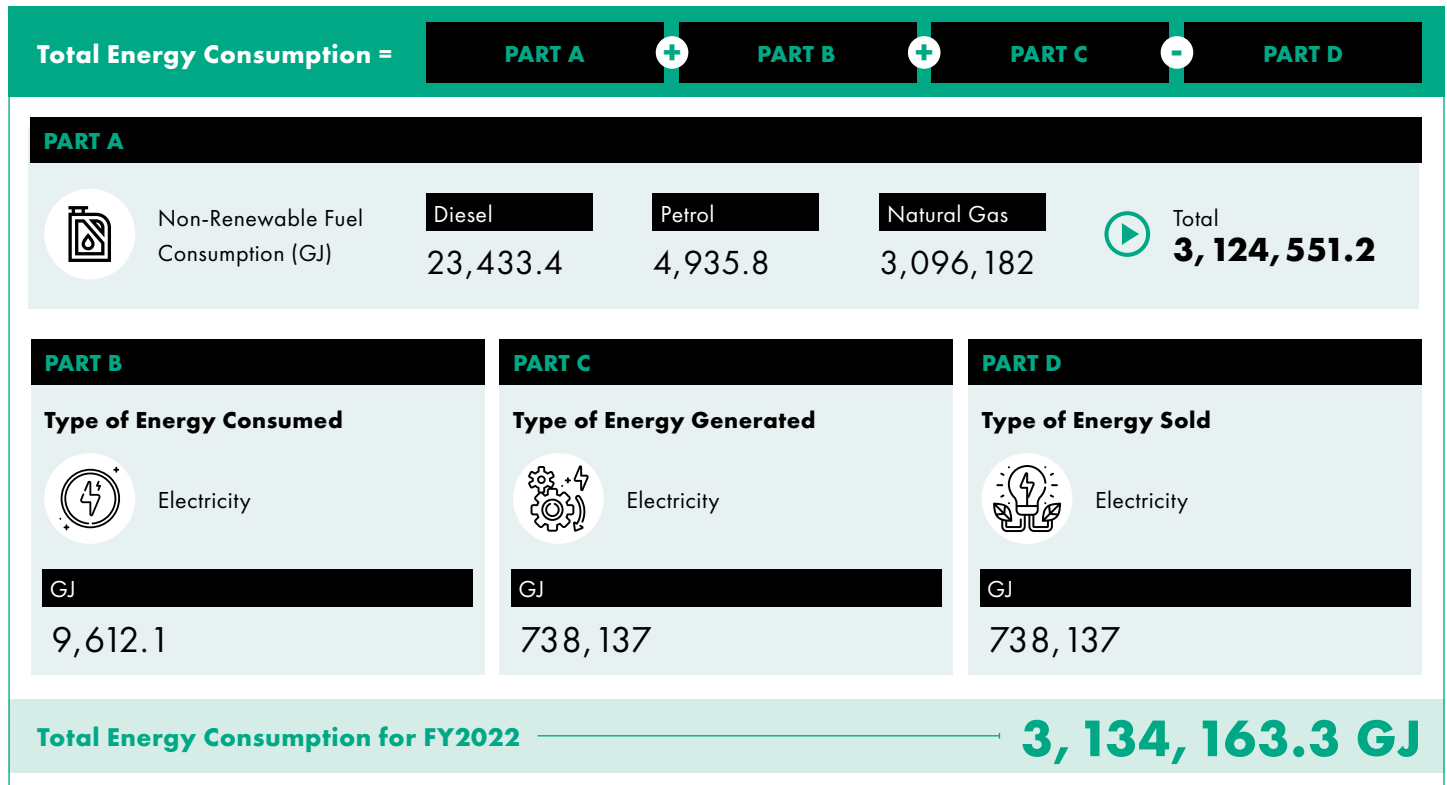 Total Energy Consumption = PART A + PART B + PART C - PART D
PART A
Non-Renewable Fuel
Consumption (GJ)
Diesel
23,433.4
Petrol
4,935.8
Natural Gas
3,096,182
Total
3,124,551.2
PART B
Type of Energy Consumed
Electricity
GJ
9,612.1
PART C
Type of Energy Generated
Electricity
GJ
738,137
PART D
Type of Energy Sold
Electricity
GJ
738,137
Total Energy Consumption for FY2022 3,134,163.3 GJ